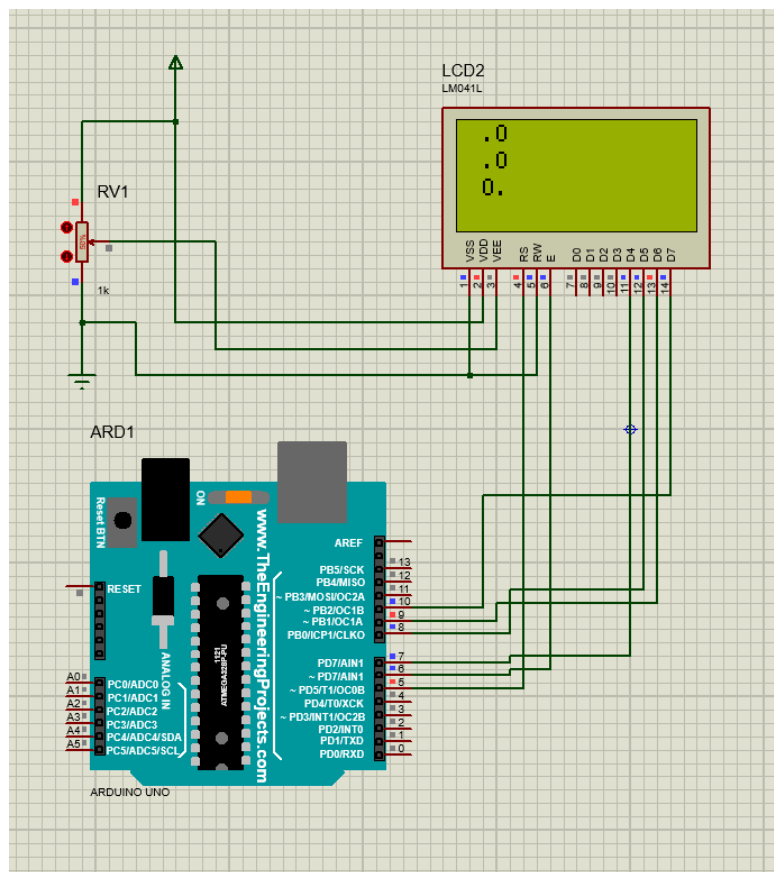 LCD2
LM041L
.0
.0
0.
RV1
50%
1k
VSS
VDD
VEE
RS
RW
E
D0
D1
D2
D3
D4
D5
D6
D7
1
2
3
4
5
6
7
8
9
10
11
12
13
14
ARD1
Reset BTN
ON
www.TheEngineeringProjects.com
AREF
PB5/SCK 13
PB4/MISO 12
~ PB3/MOSI/OC2A 11
~ PB2/OC1B 10
~ PB1/OC1A 9
PB0/ICP1/CLKO 8
RESET
1121
ATMEGA328P-PU
ANALOG IN
PD7/AIN1 7
~ PD7/AIN1 6
~ PD5/T1/OC0B 5
PD4/T0/XCK 4
~ PD3/INT1/OC2B 3
PD2/INT0 2
PD1/TXD 1
PD0/RXD 0
A0 PC0/ADC0
A1 PC1/ADC1
A2 PC2/ADC2
A3 PC3/ADC3
A4 PC4/ADC4/SDA
A5 PC5/ADC5/SCL
ARDUINO UNO